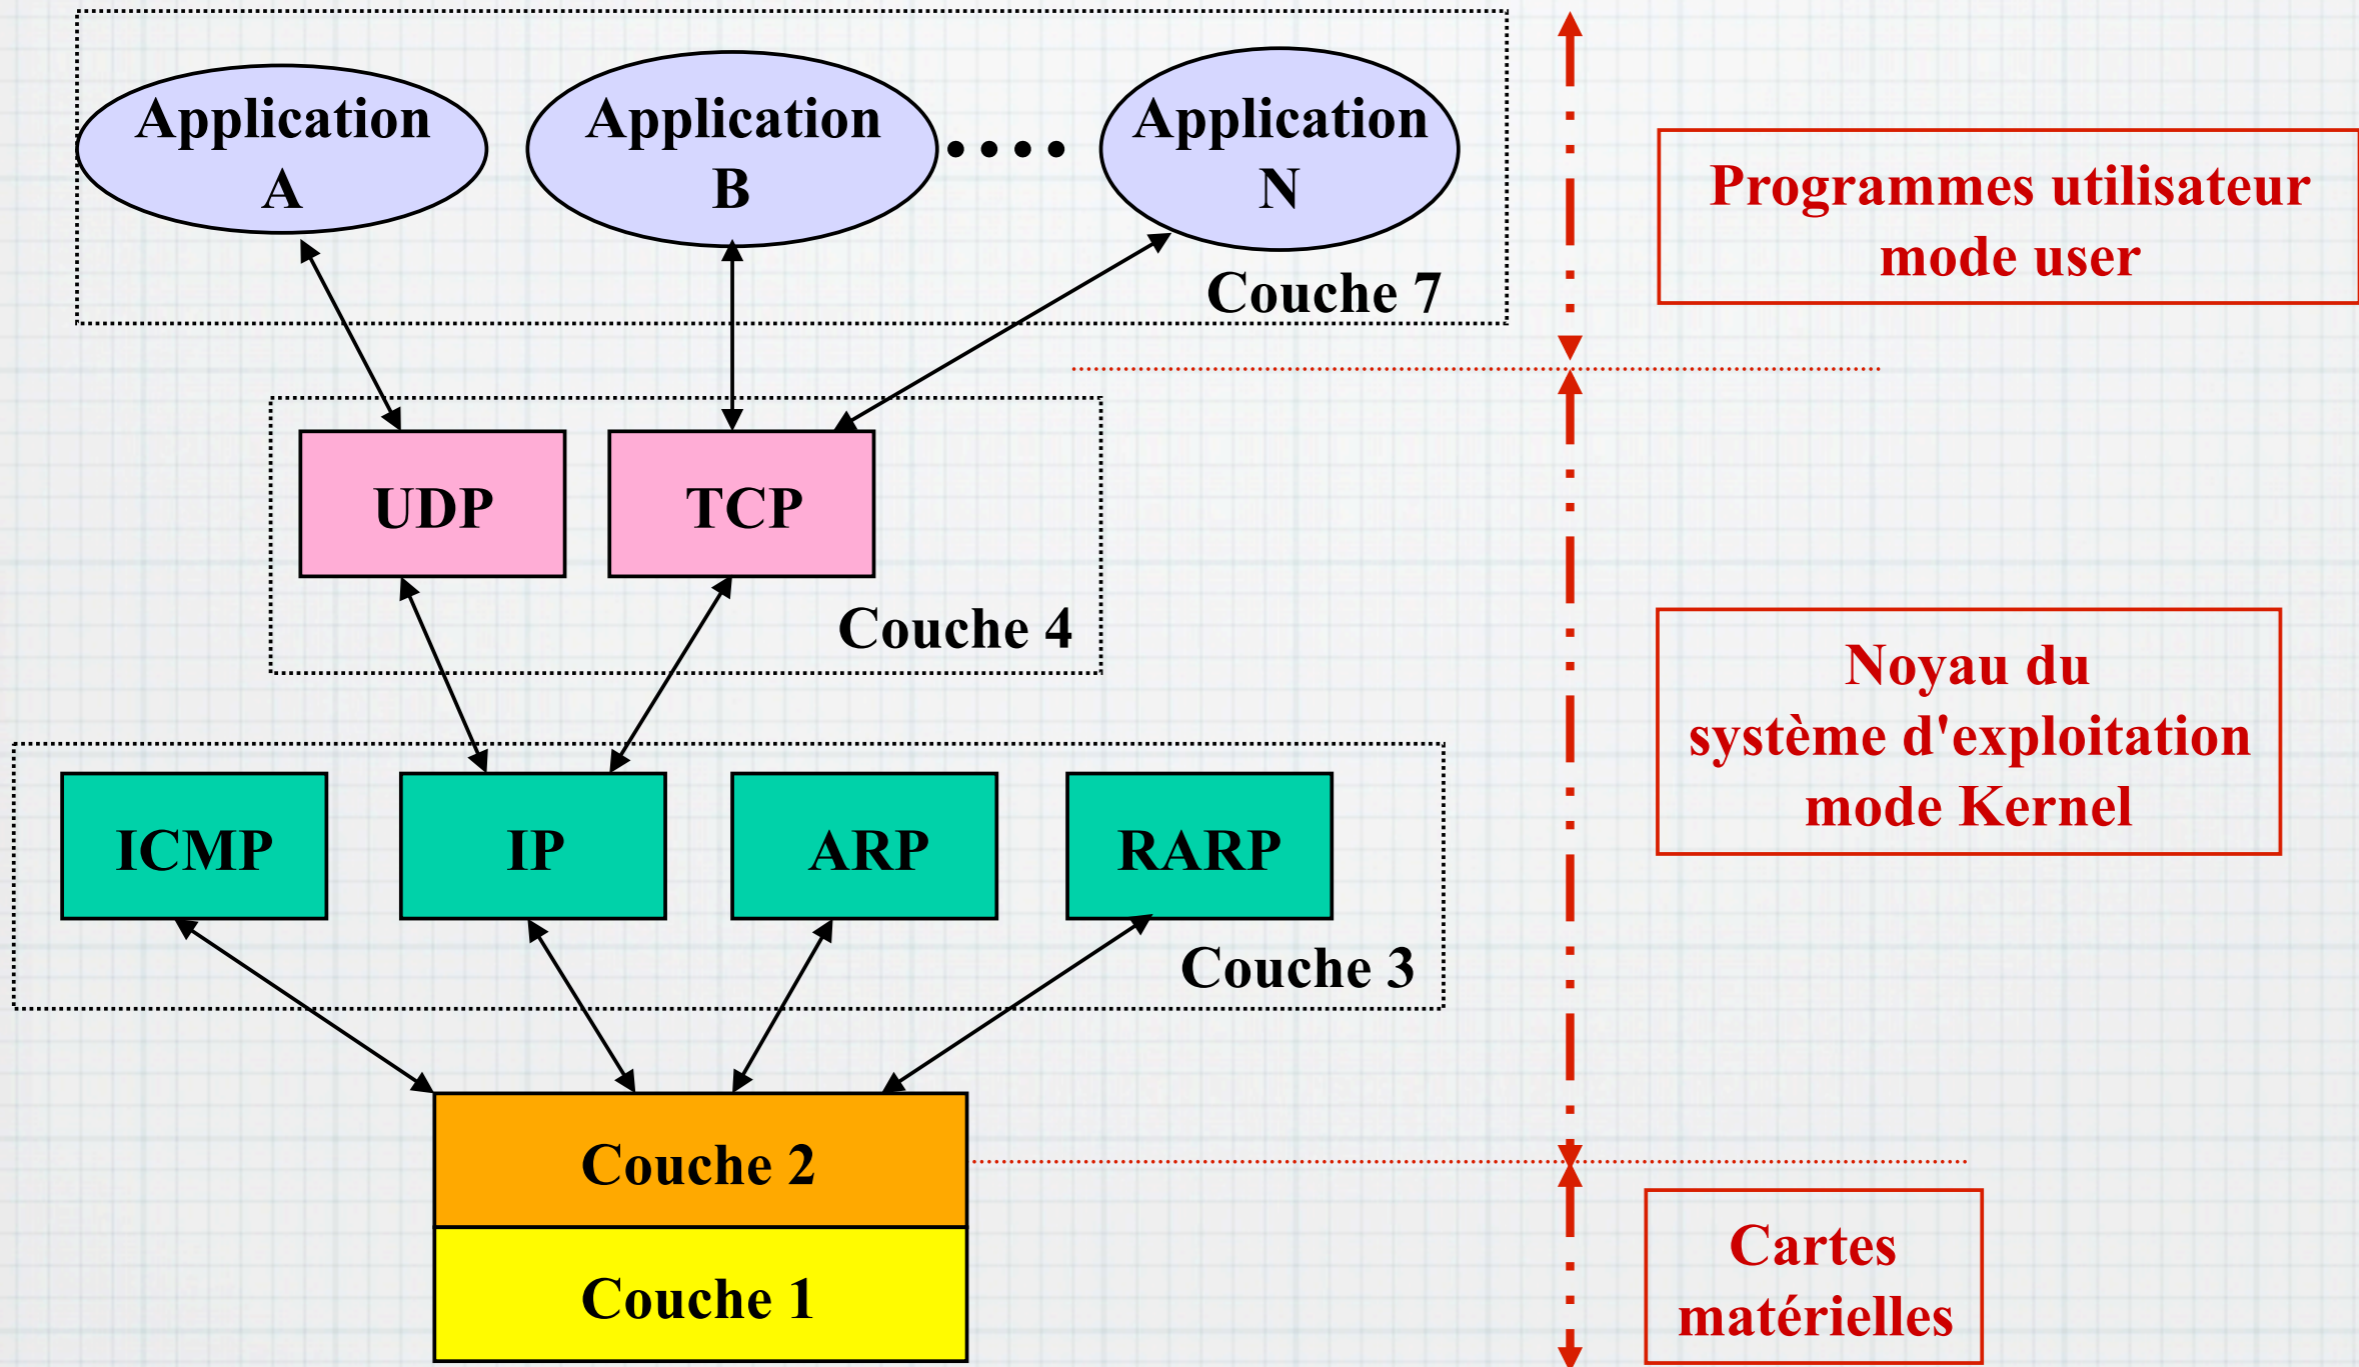 Application
A
Application
B
Application
N
Couche 7
Programmes utilisateur
mode user
UDP
TCP
Couche 4
Noyau du
système d'exploitation
mode Kernel
ICMP
IP
ARP
RARP
Couche 3
Couche 2
Couche 1
Cartes
matérielles